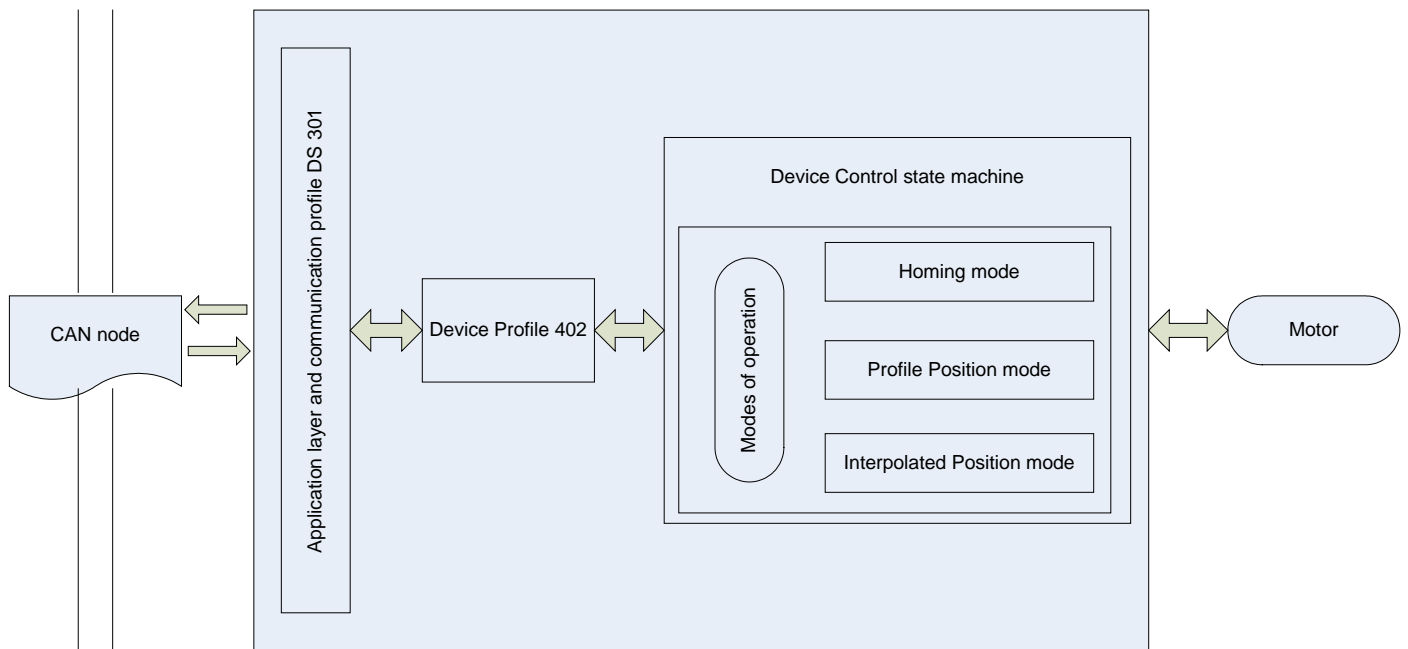 CAN node
Application layer and communication profile DS 301
Device Profile 402
Device Control state machine
Modes of operation
Homing mode
Profile Position mode
Interpolated Position mode
Motor